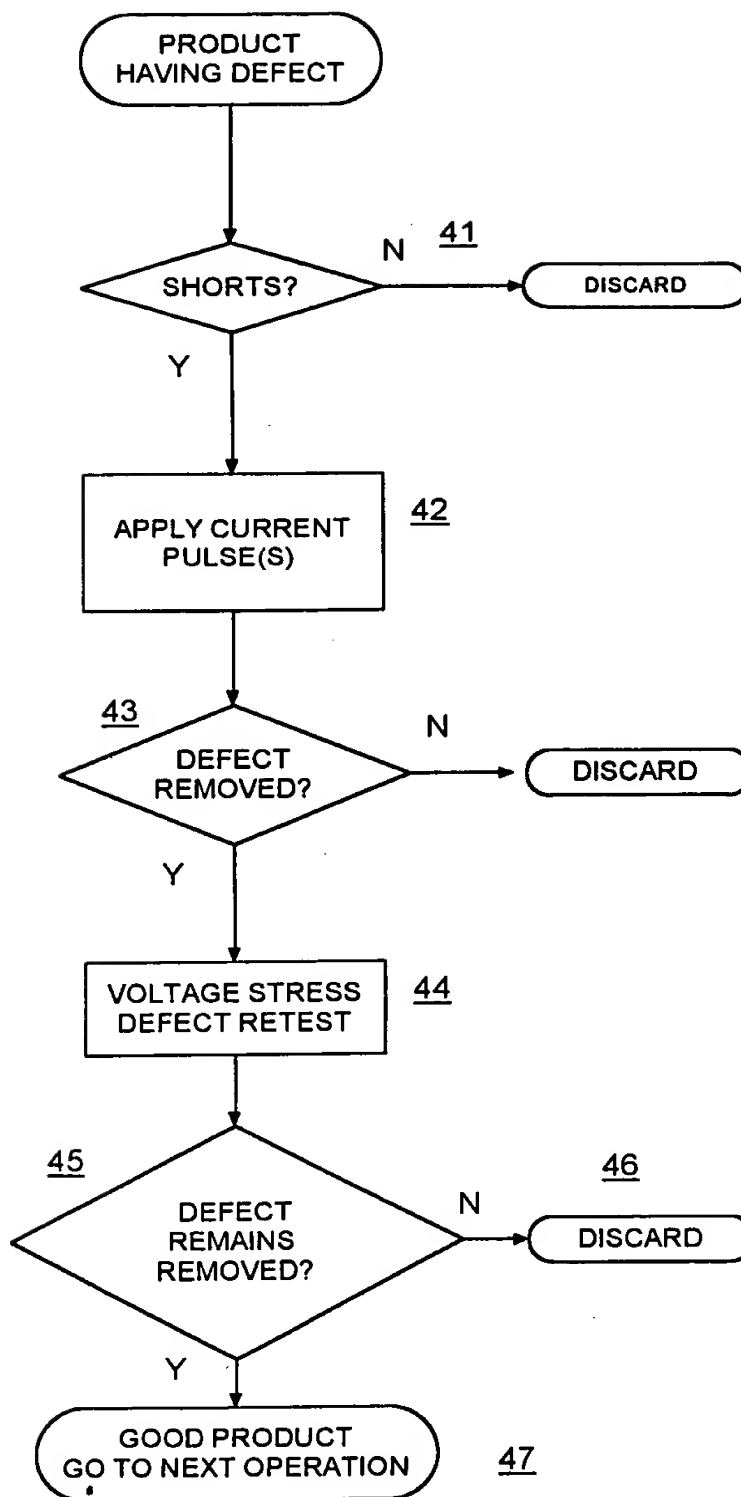 PRODUCT
HAVING DEFECT
N
41
SHORTS?
DISCARD
Y
APPLY CURRENT
PULSE(S)
42
43
N
DEFECT
REMOVED?
DISCARD
Y
VOLTAGE STRESS
DEFECT RETEST
44
45
46
N
DEFECT
REMAINS
REMOVED?
DISCARD
Y
GOOD PRODUCT
GO TO NEXT OPERATION
47